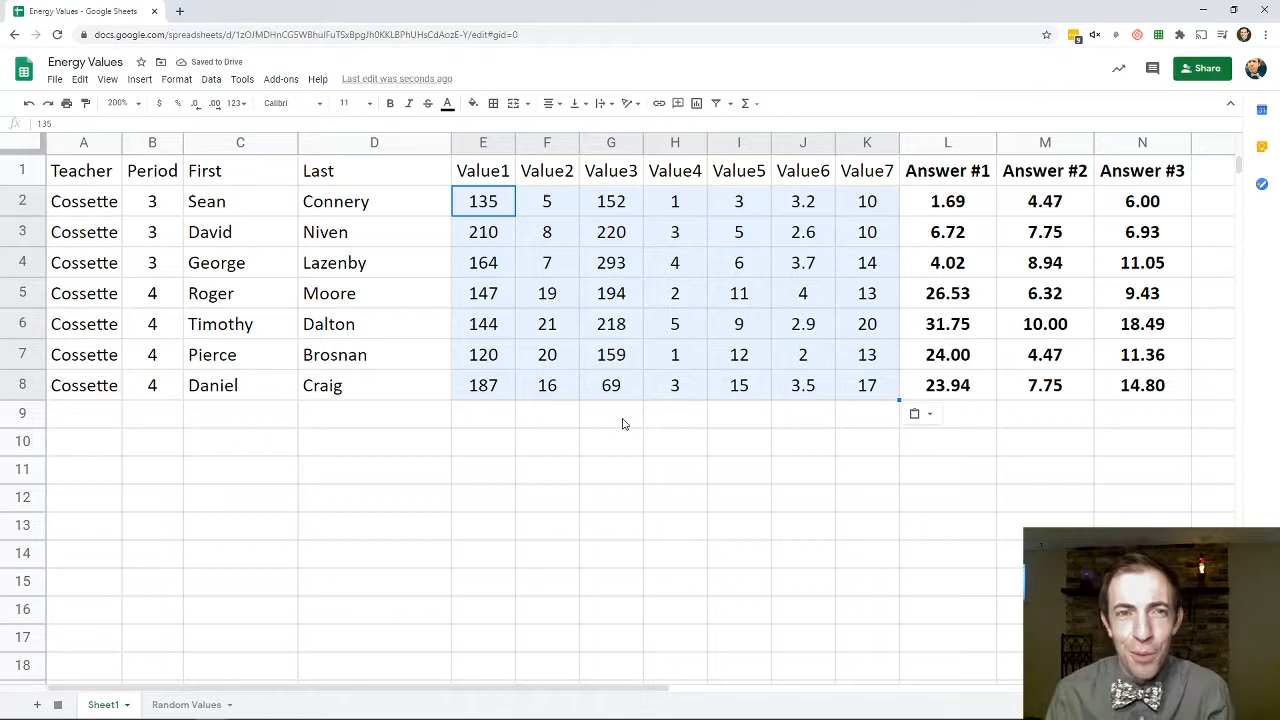 Energy Values - Google Sheets
docs.google.com/spreadsheets/d/1zOJMDHnCG5WBhuIFuTSxBpgJh0KKLBPhUHsCdAozE-Y/edit#gid=0
Energy Values Saved to Drive
File Edit View Insert Format Data Tools Add-ons Help Last edit was seconds ago
Share
200% $ % .0 .00 123 Calibri 11 B I S A
fx 135
A B C D E F G H I J K L M N
1 Teacher Period First Last Value1 Value2 Value3 Value4 Value5 Value6 Value7 Answer #1 Answer #2 Answer #3
2 Cossette 3 Sean Connery 135 5 152 1 3 3.2 10 1.69 4.47 6.00
3 Cossette 3 David Niven 210 8 220 3 5 2.6 10 6.72 7.75 6.93
4 Cossette 3 George Lazenby 164 7 293 4 6 3.7 14 4.02 8.94 11.05
5 Cossette 4 Roger Moore 147 19 194 2 11 4 13 26.53 6.32 9.43
6 Cossette 4 Timothy Dalton 144 21 218 5 9 2.9 20 31.75 10.00 18.49
7 Cossette 4 Pierce Brosnan 120 20 159 1 12 2 13 24.00 4.47 11.36
8 Cossette 4 Daniel Craig 187 16 69 3 15 3.5 17 23.94 7.75 14.80
9
10
11
12
13
14
15
16
17
18
Sheet1 Random Values